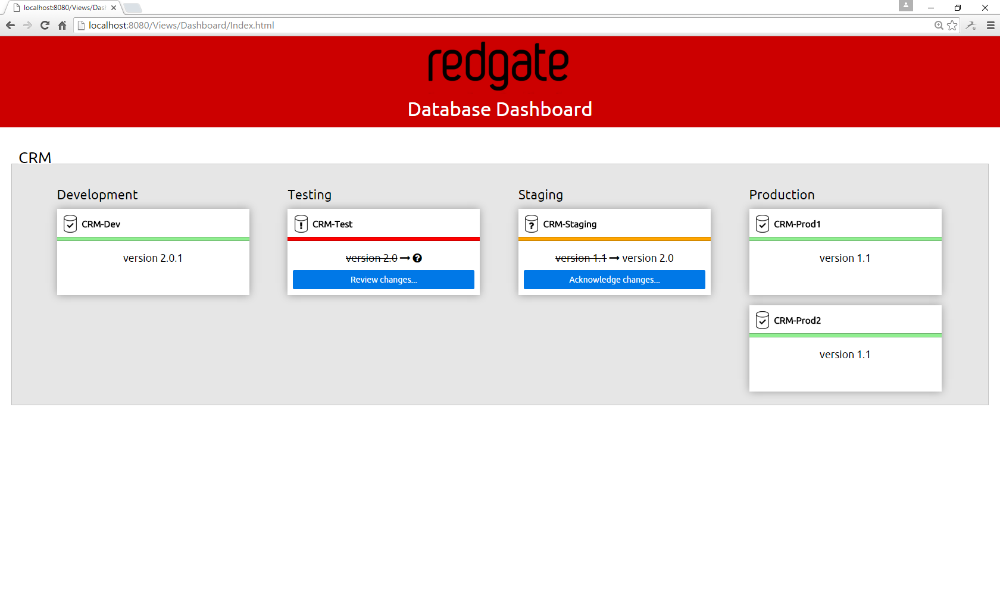 localhost:8080/Views/Das
localhost:8080/Views/Dashboard/Index.html
redgate
Database Dashboard
CRM
Development
Testing
Staging
Production
CRM-Dev
CRM-Test
CRM-Staging
CRM-Prod1
version 2.0.1
version 2.0 → ?
version 1.1 → version 2.0
version 1.1
Review changes...
Acknowledge changes...
CRM-Prod2
version 1.1